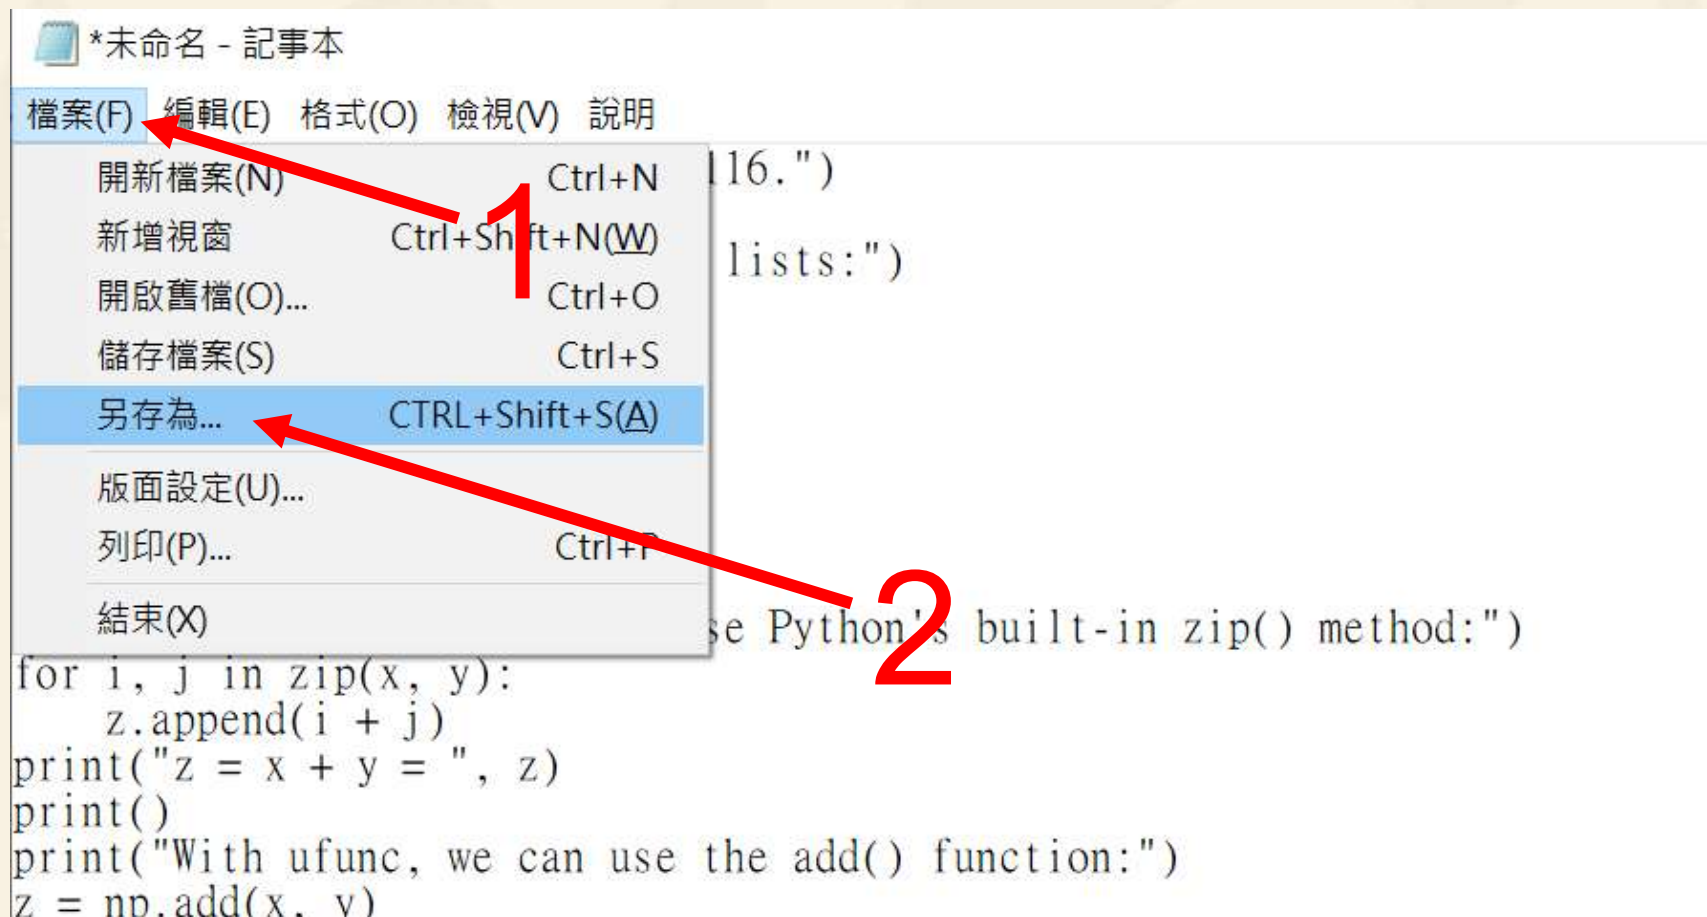 *未命名 - 記事本
檔案(F) 編輯(E) 格式(O) 檢視(V) 說明
開新檔案(N) Ctrl+N
新增視窗 Ctrl+Shift+N(W)
開啟舊檔(O)... Ctrl+O
儲存檔案(S) Ctrl+S
另存為... CTRL+Shift+S(A)
版面設定(U)...
列印(P)... Ctrl+P
結束(X)
1
2
116.")
lists:")
se Python's built-in zip() method:")
for i, j in zip(x, y):
z.append(i + j)
print("z = x + y = ", z)
print()
print("With ufunc, we can use the add() function:")
z = np.add(x, y)